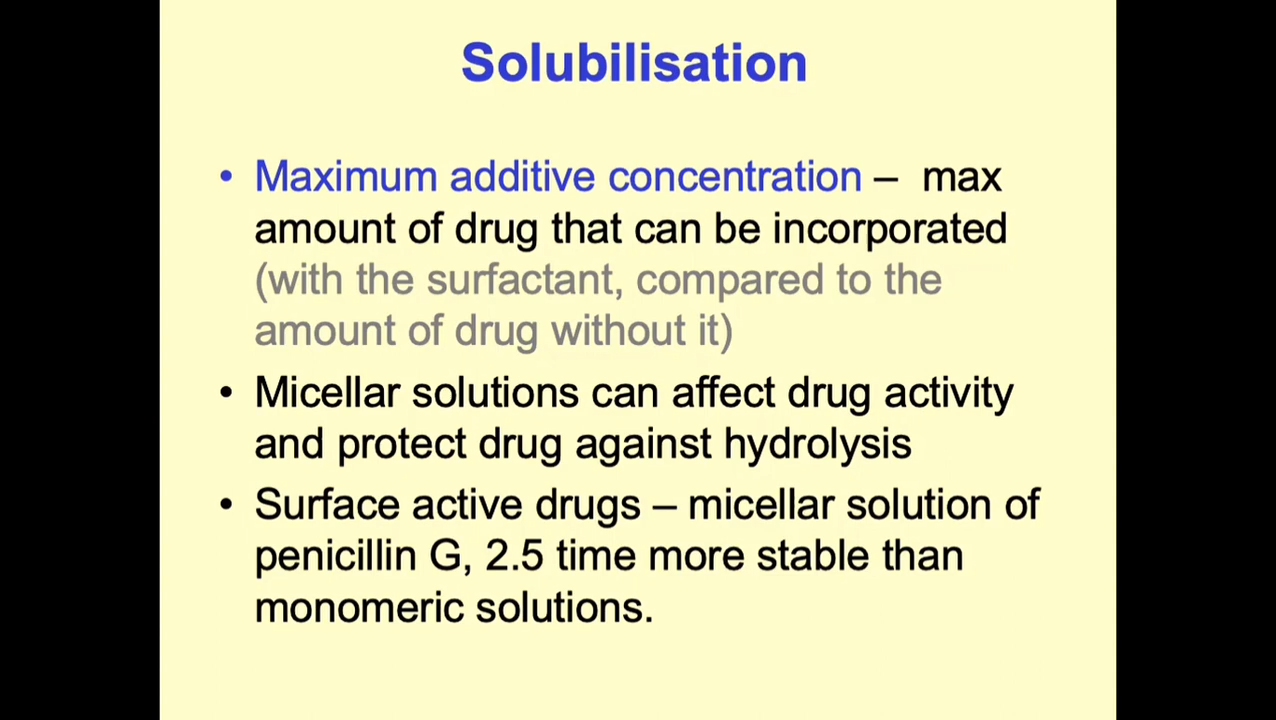 Solubilisation
• Maximum additive concentration – max
amount of drug that can be incorporated
(with the surfactant, compared to the
amount of drug without it)
• Micellar solutions can affect drug activity
and protect drug against hydrolysis
• Surface active drugs – micellar solution of
penicillin G, 2.5 time more stable than
monomeric solutions.